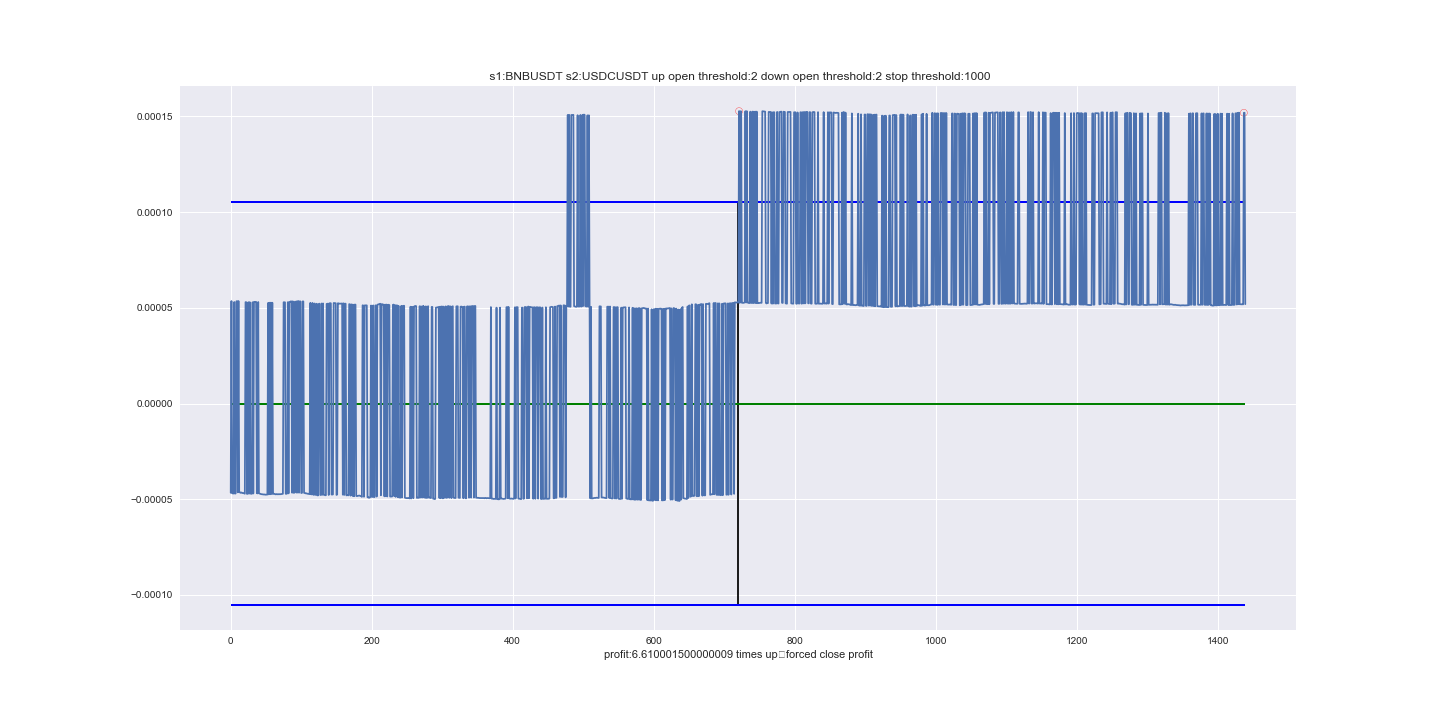 s1:BNBUSDT s2:USDCUSDT up open threshold:2 down open threshold:2 stop threshold:1000
0.00015
0.00010
0.00005
0.00000
−0.00005
−0.00010
0 200 400 600 800 1000 1200 1400
profit:6.610001500000009 times up▯forced close profit